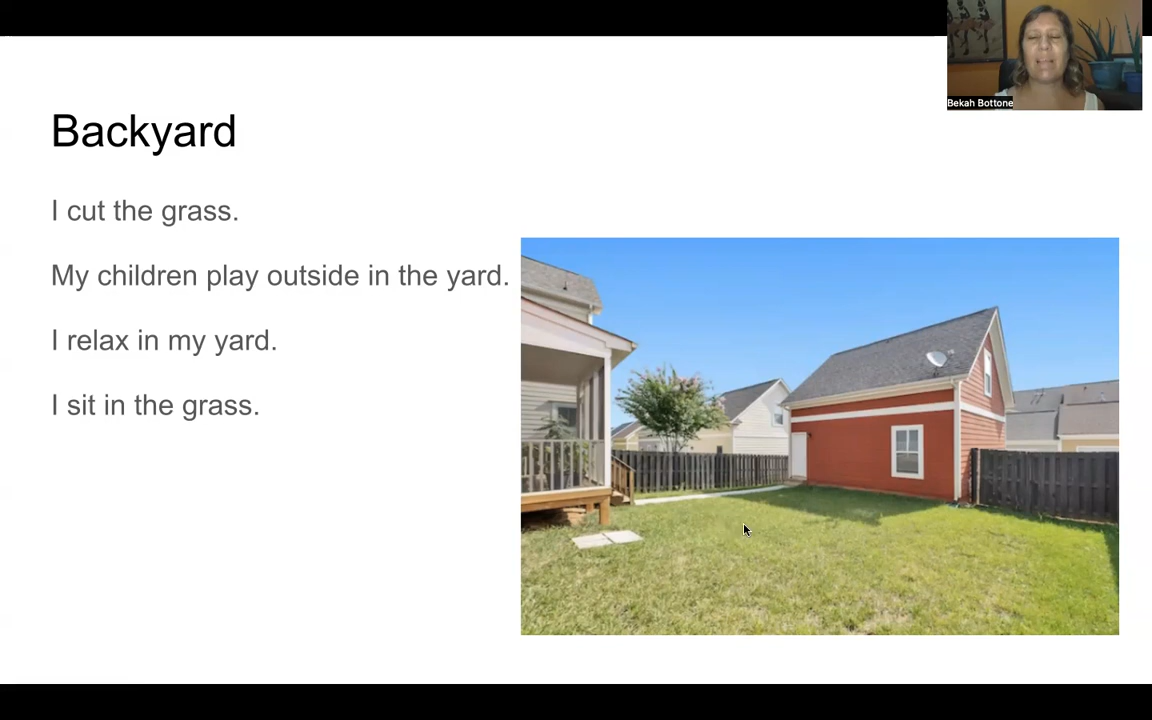 Bekah Bottone
Backyard
I cut the grass.
My children play outside in the yard.
I relax in my yard.
I sit in the grass.